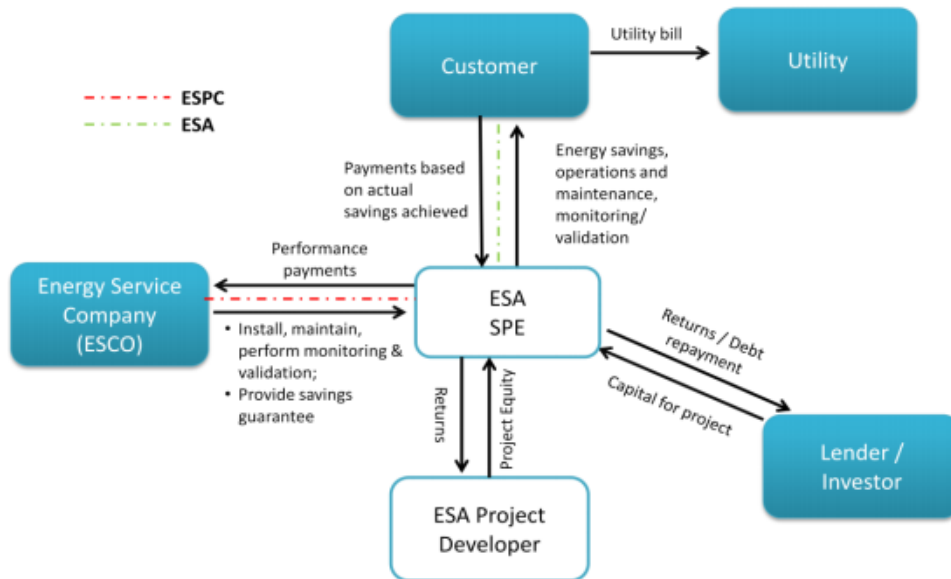 Customer
Utility bill
Utility
ESPC
ESA
Payments based
on actual
savings achieved
Energy savings,
operations and
maintenance,
monitoring/
validation
Performance
payments
Energy Service
Company
(ESCO)
ESA
SPE
• Install, maintain,
perform monitoring &
validation;
• Provide savings
guarantee
Returns / Debt
repayment
Capital for project
Returns
Project Equity
Lender /
Investor
ESA Project
Developer